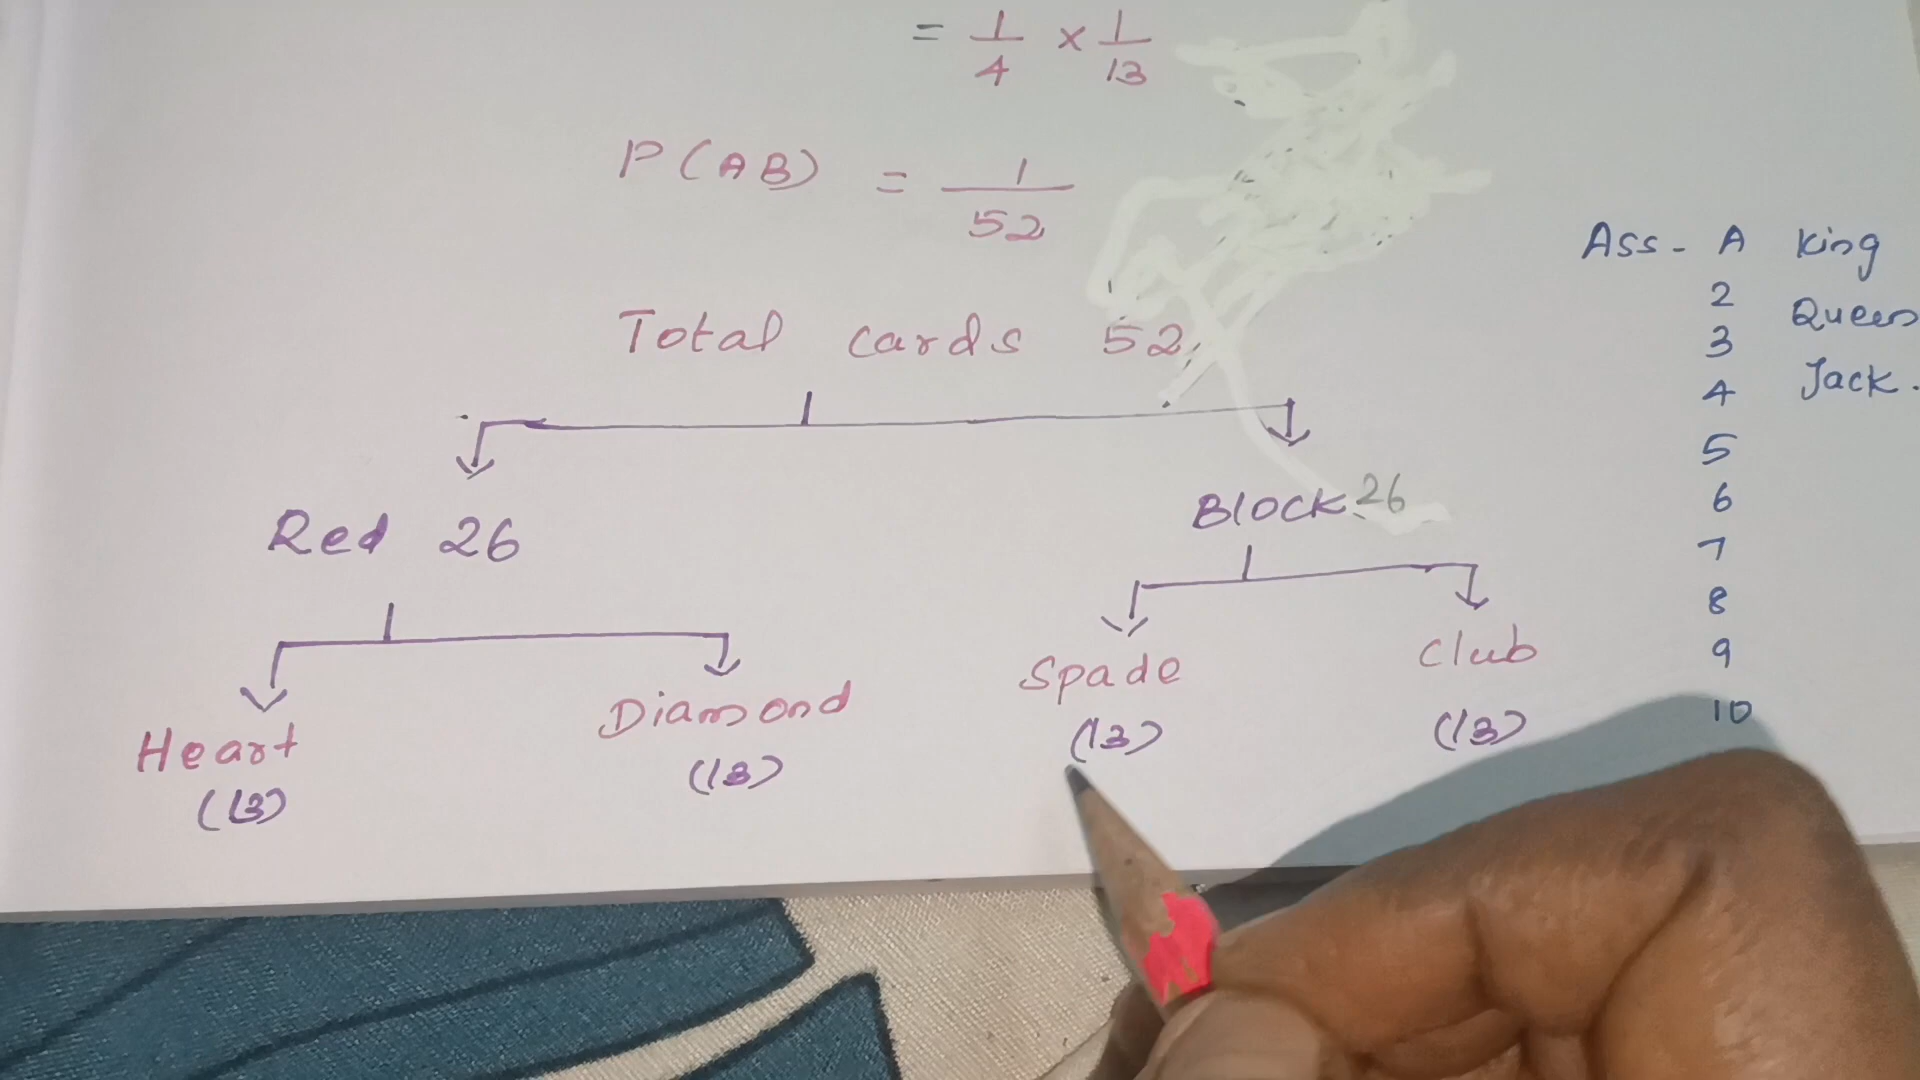 = 1/4 × 1/13
P(AB) = 1/52
Total cards 52
Red 26
Block 26
Heart
(13)
Diamond
(13)
Spade
(13)
Club
(13)
Ass - A King
2 Queen
3
4 Jack.
5
6
7
8
9
10